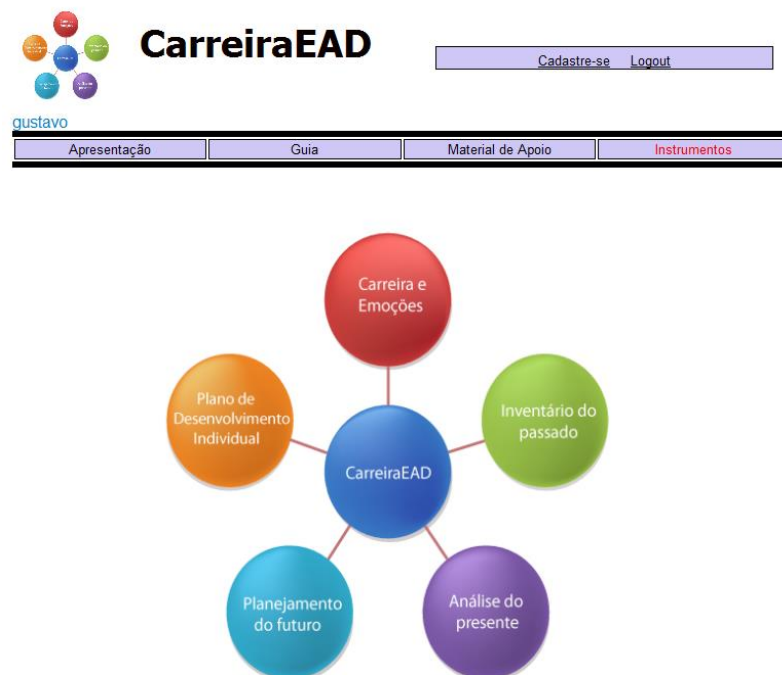 CarreiraEAD
Cadastre-se Logout
gustavo
Apresentação Guia Material de Apoio Instrumentos
Carreira e
Emoções
Plano de
Desenvolvimento
Individual
Inventário do
passado
CarreiraEAD
Planejamento
do futuro
Análise do
presente